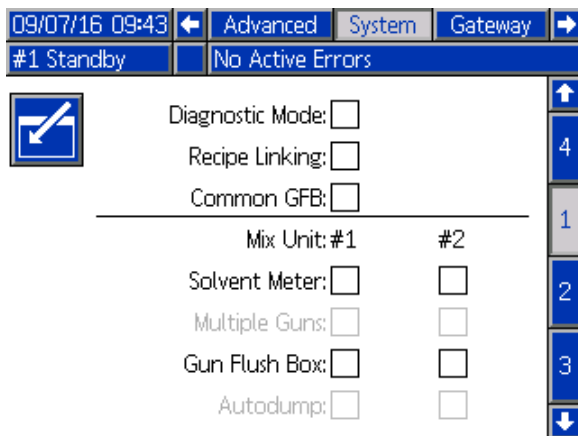 09/07/16 09:43 Advanced System Gateway
#1 Standby No Active Errors
Diagnostic Mode:
4
Recipe Linking:
Common GFB:
1
Mix Unit: #1 #2
Solvent Meter:
2
Multiple Guns:
Gun Flush Box:
3
Autodump: